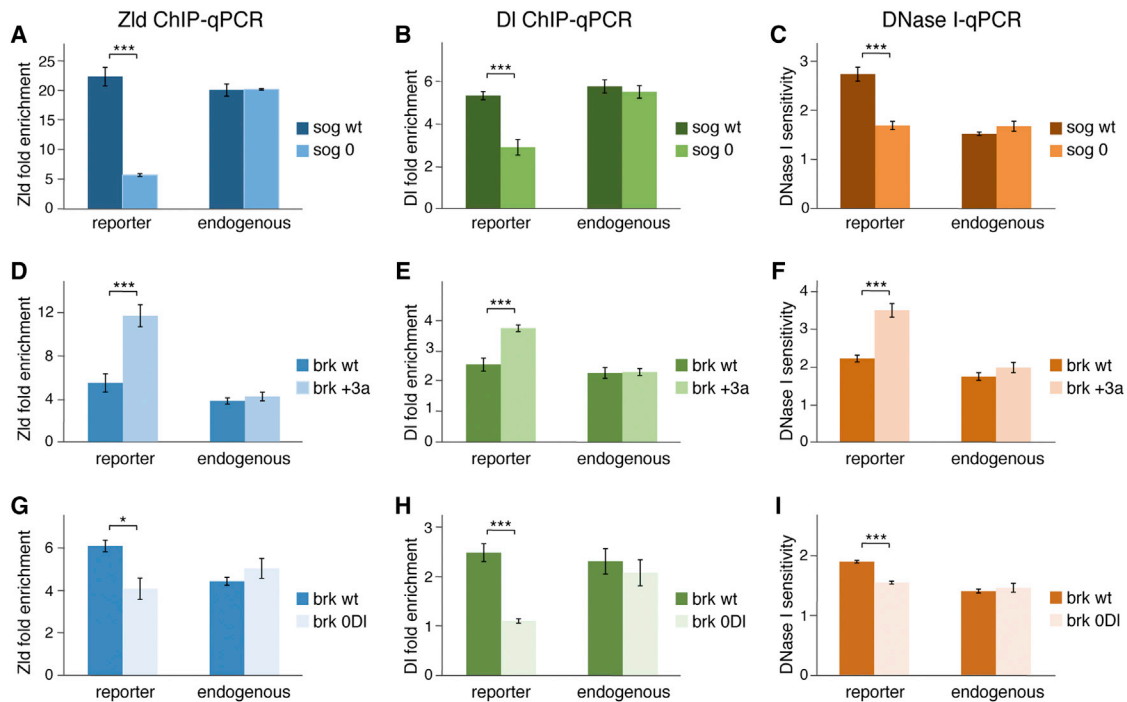 Zld ChIP-qPCR
Dl ChIP-qPCR
DNase I-qPCR
A
Zld fold enrichment
25
20
15
10
5
0
***
reporter
endogenous
sog wt
sog 0
B
Dl fold enrichment
6
4
2
0
***
reporter
endogenous
sog wt
sog 0
C
DNase I sensitivity
3
2
1
0
***
reporter
endogenous
sog wt
sog 0
D
Zld fold enrichment
12
8
4
0
***
reporter
endogenous
brk wt
brk +3a
E
Dl fold enrichment
4
3
2
1
0
***
reporter
endogenous
brk wt
brk +3a
F
DNase I sensitivity
4
3
2
1
0
***
reporter
endogenous
brk wt
brk +3a
G
Zld fold enrichment
6
4
2
0
*
reporter
endogenous
brk wt
brk 0Dl
H
Dl fold enrichment
3
2
1
0
***
reporter
endogenous
brk wt
brk 0Dl
I
DNase I sensitivity
2
1
0
***
reporter
endogenous
brk wt
brk 0Dl